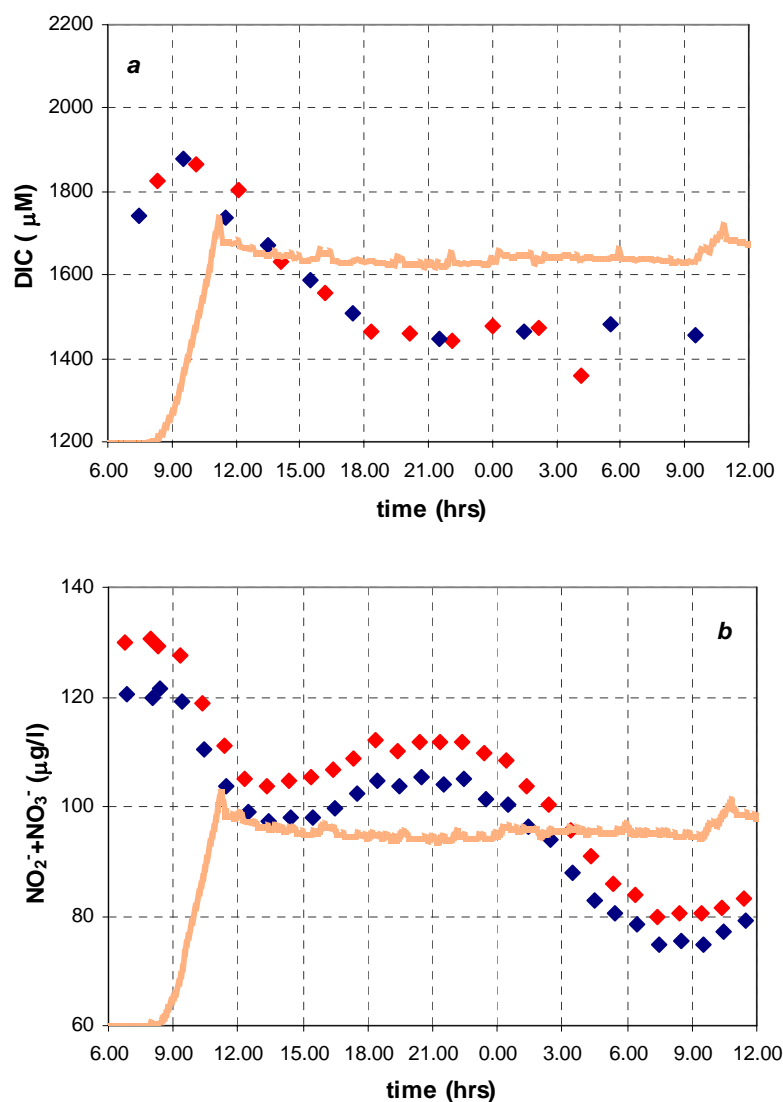 2200
a
2000
1800
1600
1400
1200
DIC ( μM)
6.00 9.00 12.00 15.00 18.00 21.00 0.00 3.00 6.00 9.00 12.00
time (hrs)
140
b
120
100
80
60
NO₂⁻+NO₃⁻ (μg/l)
6.00 9.00 12.00 15.00 18.00 21.00 0.00 3.00 6.00 9.00 12.00
time (hrs)